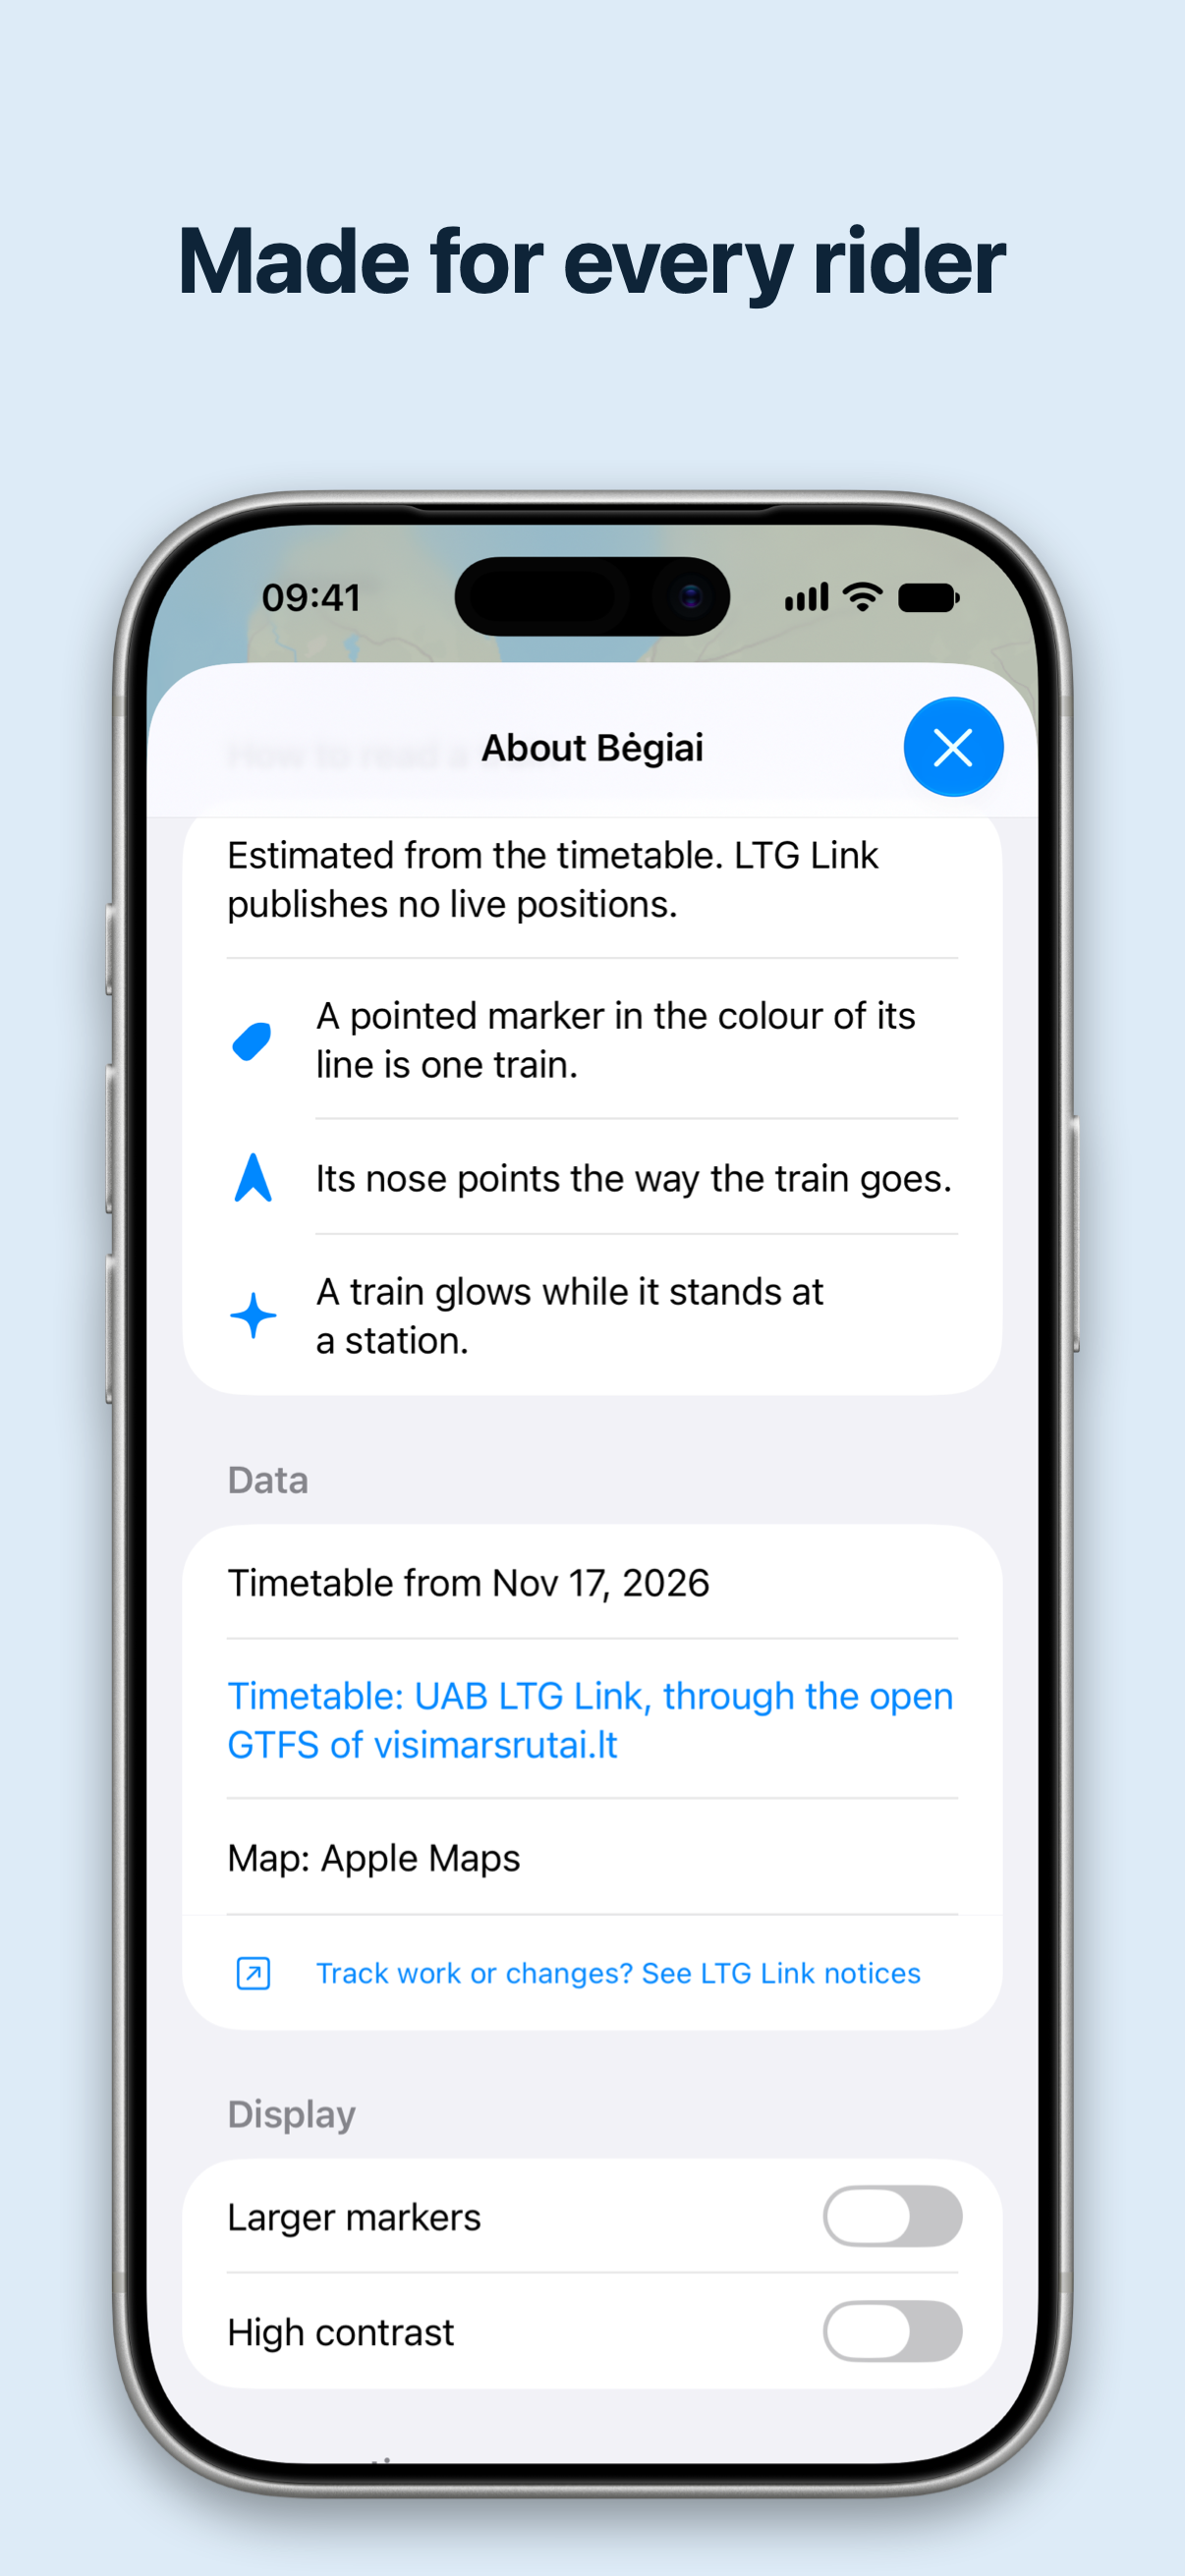 Made for every rider
09:41
About Bėgiai
Estimated from the timetable. LTG Link
publishes no live positions.
A pointed marker in the colour of its
line is one train.
Its nose points the way the train goes.
A train glows while it stands at
a station.
Data
Timetable from Nov 17, 2026
Timetable: UAB LTG Link, through the open
GTFS of visimarsrutai.lt
Map: Apple Maps
Track work or changes? See LTG Link notices
Display
Larger markers
High contrast